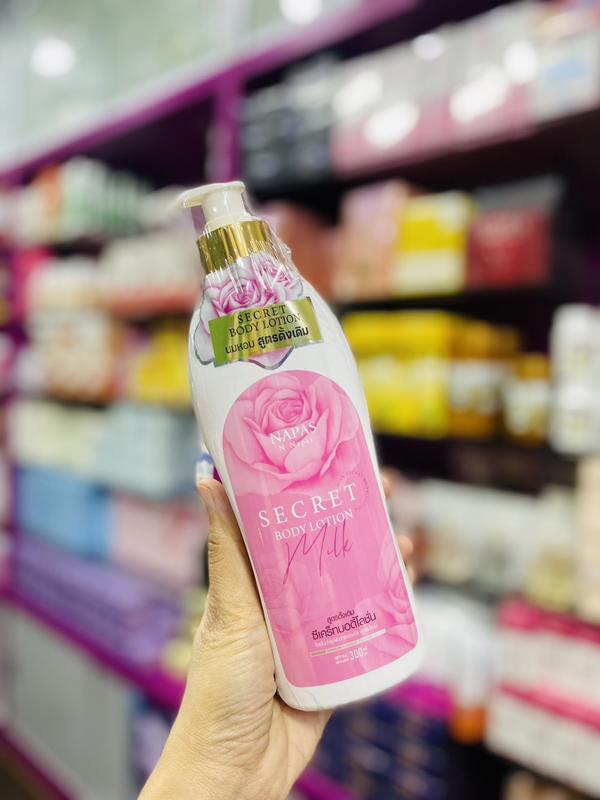 SECRET
BODY LOTION
นมหอม สูตรดั้งเดิม
NAPAS
N Napas
SECRET
BODY LOTION
Milk
สูตรดั้งเดิม
ซีเคร็ทบอดี้โลชั่น
300